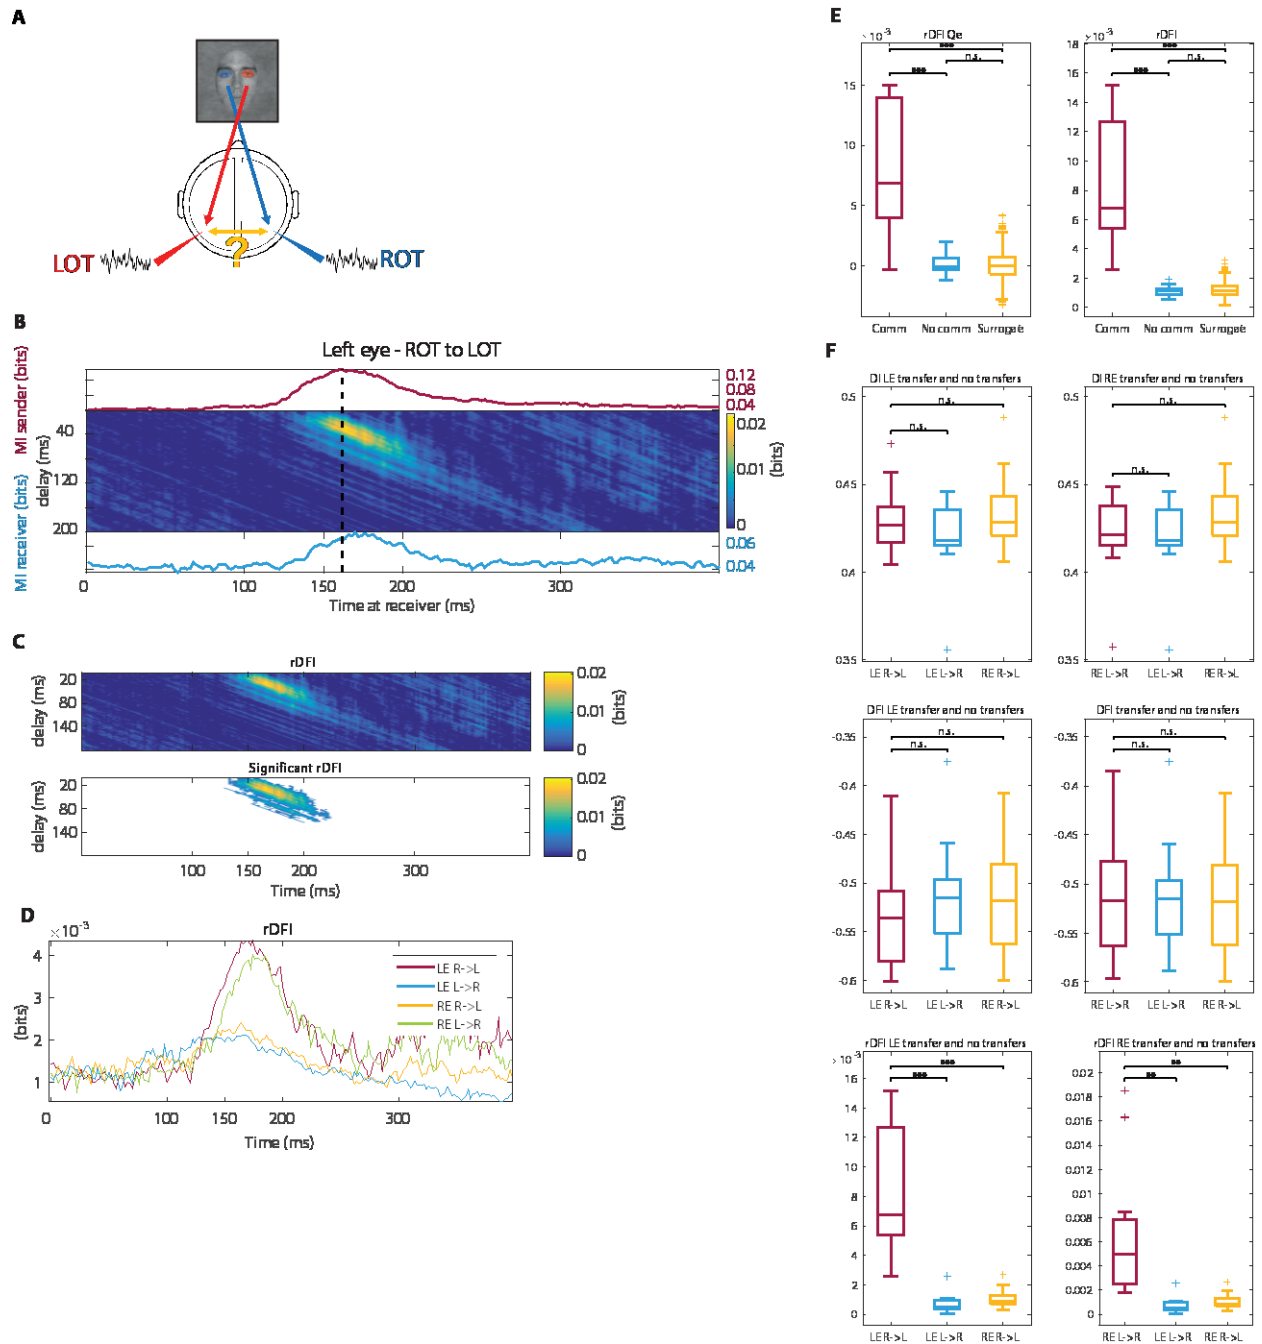 A
?
LOT
ROT
B
Left eye - ROT to LOT
MI sender (bits)
0.12
0.08
0.04
delay (ms)
40
120
200
0.02
0.01
0
(bits)
MI receiver (bits)
0.06
0.04
0
100
150
200
300
Time at receiver (ms)
C
rDFI
delay (ms)
20
80
140
0.02
0.01
0
(bits)
Significant rDFI
delay (ms)
20
80
140
0.02
0.01
0
(bits)
100
150
200
300
Time (ms)
D
×10⁻³
rDFI
(bits)
4
3
2
1
LE R->L
LE L->R
RE R->L
RE L->R
0
100
150
200
300
Time (ms)
E
rDFI Qe
×10⁻³
***
n.s.
***
15
10
5
0
Comm
No comm
Surrogate
rDFI
×10⁻³
***
n.s.
***
18
16
14
12
10
8
6
4
2
0
Comm
No comm
Surrogate
F
DI LE transfer and no transfers
0.5
0.45
0.4
0.35
n.s.
n.s.
LE R->L
LE L->R
RE R->L
DI RE transfer and no transfers
0.5
0.45
0.4
0.35
n.s.
n.s.
RE L->R
LE L->R
RE R->L
DFI LE transfer and no transfers
-0.35
-0.4
-0.45
-0.5
-0.55
-0.6
n.s.
n.s.
LE R->L
LE L->R
RE R->L
DFI transfer and no transfers
-0.35
-0.4
-0.45
-0.5
-0.55
-0.6
n.s.
n.s.
RE L->R
LE L->R
RE R->L
rDFI LE transfer and no transfers
×10⁻³
16
14
12
10
8
6
4
2
0
***
***
LE R->L
LE L->R
RE R->L
rDFI RE transfer and no transfers
0.02
0.018
0.016
0.014
0.012
0.01
0.008
0.006
0.004
0.002
0
**
**
RE L->R
LE L->R
RE R->L